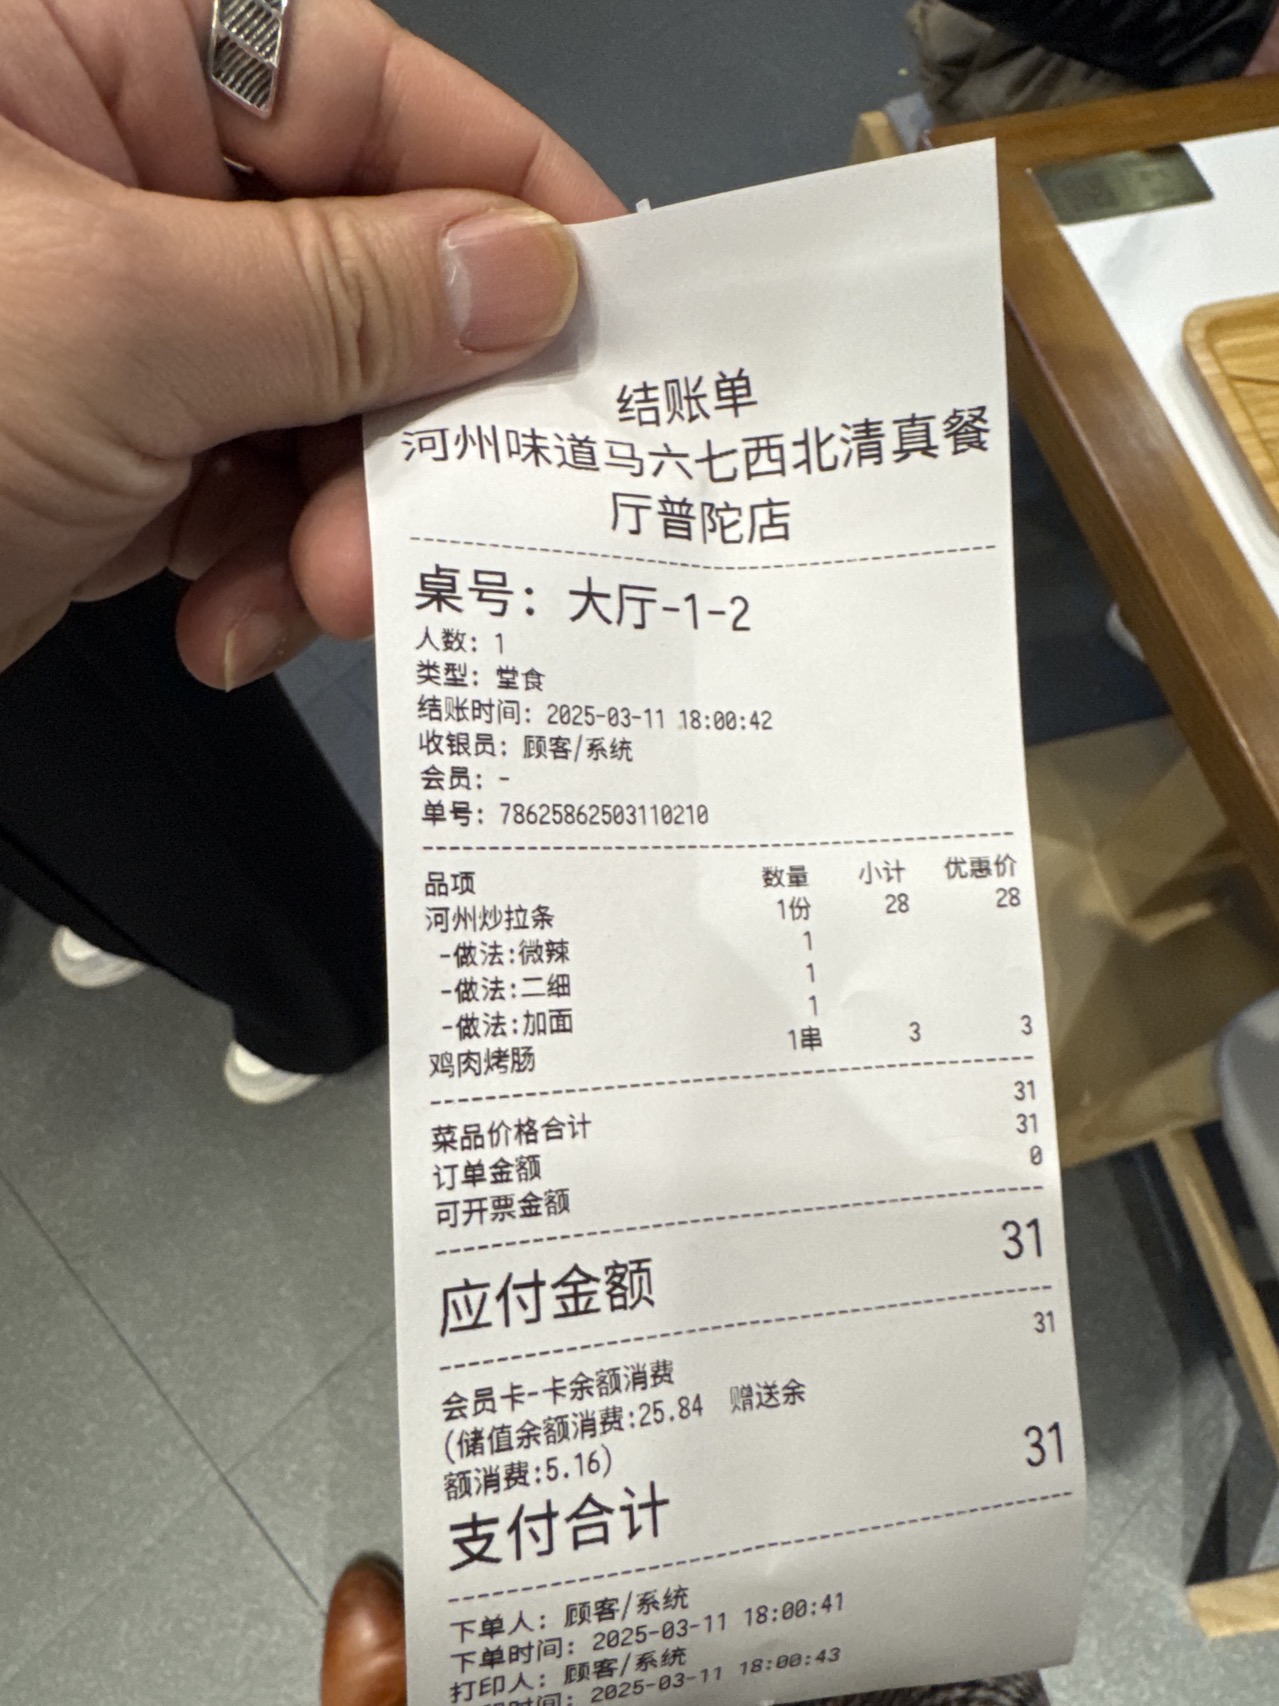 结账单
河州味道马六七西北清真餐
厅普陀店
桌号：大厅-1-2
人数：1
类型：堂食
结账时间：2025-03-11 18:00:42
收银员：顾客/系统
会员：-
单号：78625862503110210
品项 数量 小计 优惠价
河州炒拉条 1份 28 28
-做法:微辣 1
-做法:二细 1
-做法:加面 1
鸡肉烤肠 1串 3 3
菜品价格合计 31
订单金额 31
可开票金额 0
应付金额 31
会员卡-卡余额消费 31
(储值余额消费:25.84 赠送余
额消费:5.16)
支付合计 31
下单人：顾客/系统
下单时间：2025-03-11 18:00:41
打印人：顾客/系统
时间：2025-03-11 18:00:43